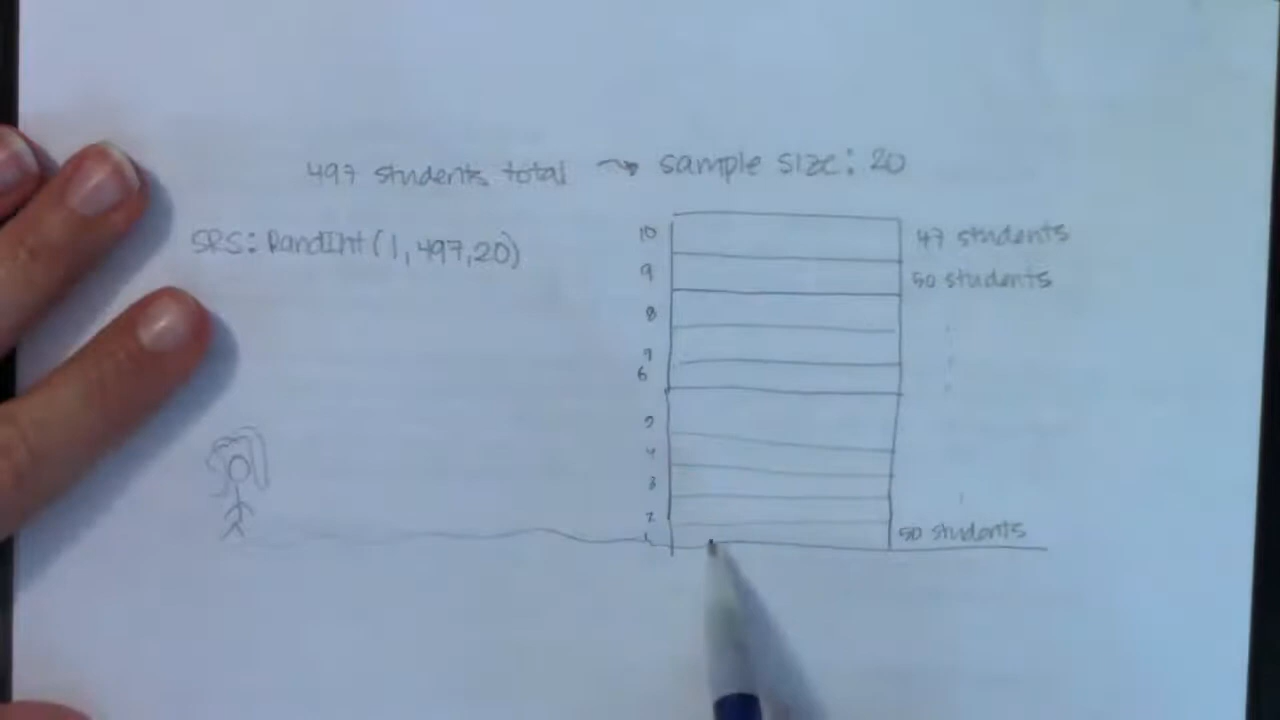 497 students total → sample size: 20
SRS: RandInt(1,497,20)
10 47 students
9 50 students
8
7
6
5
4
3
2
1 50 students